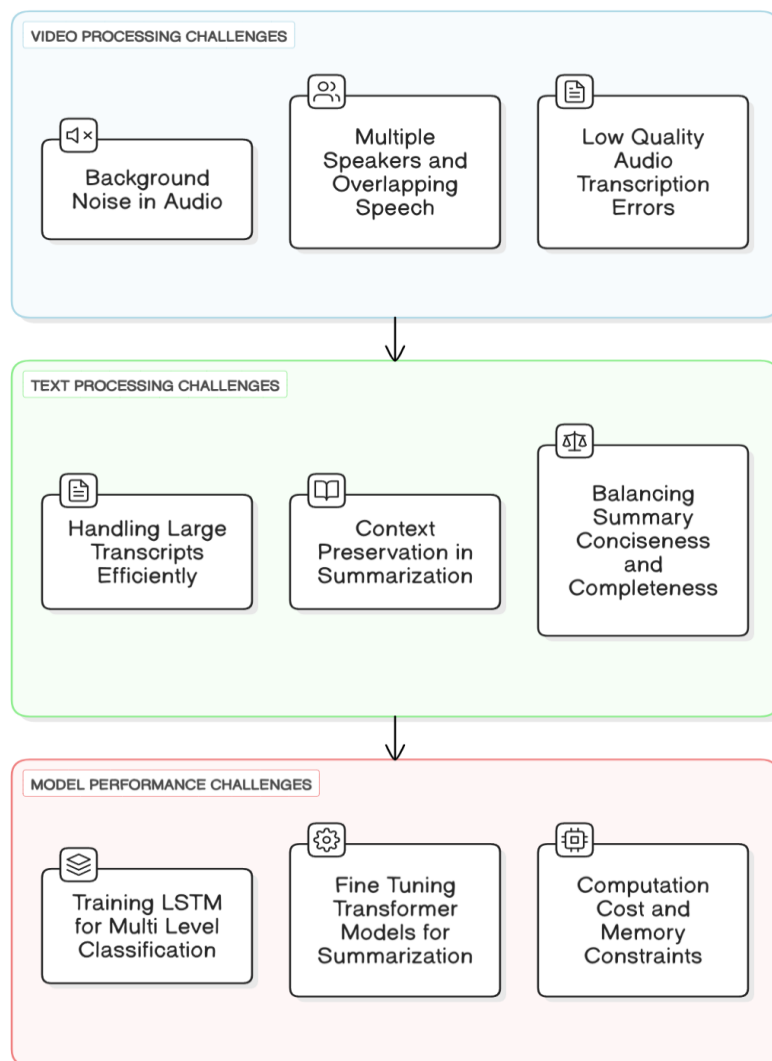 VIDEO PROCESSING CHALLENGES
Background
Noise in Audio
Multiple
Speakers and
Overlapping
Speech
Low Quality
Audio
Transcription
Errors
TEXT PROCESSING CHALLENGES
Handling Large
Transcripts
Efficiently
Context
Preservation in
Summarization
Balancing
Summary
Conciseness
and
Completeness
MODEL PERFORMANCE CHALLENGES
Training LSTM
for Multi Level
Classification
Fine Tuning
Transformer
Models for
Summarization
Computation
Cost and
Memory
Constraints